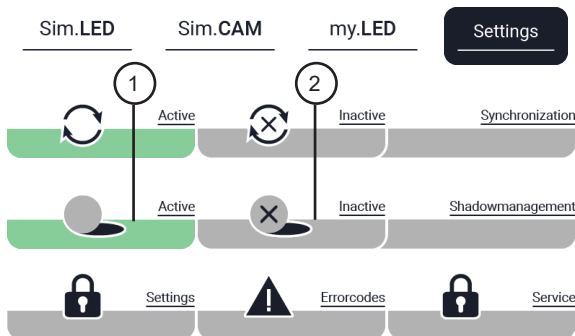 Sim.LED Sim.CAM my.LED Settings
1 2
Active Inactive Synchronization
Active Inactive Shadowmanagement
Settings Errorcodes Service